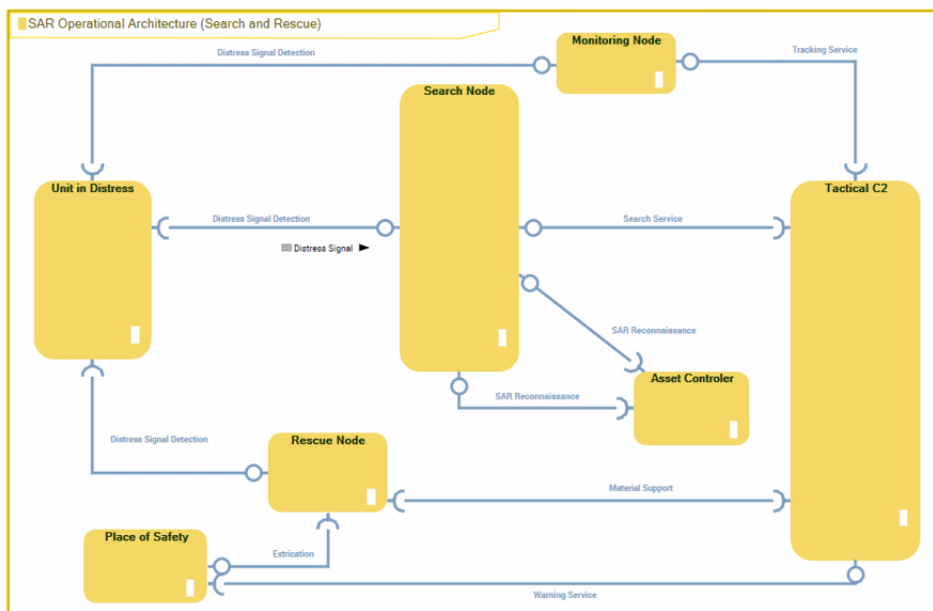 SAR Operational Architecture (Search and Rescue)
Distress Signal Detection
Monitoring Node
Tracking Service
Search Node
Unit in Distress
Tactical C2
Distress Signal Detection
Search Service
Distress Signal
SAR Reconnaissance
Asset Controler
SAR Reconnaissance
Distress Signal Detection
Rescue Node
Material Support
Place of Safety
Extrication
Warning Service